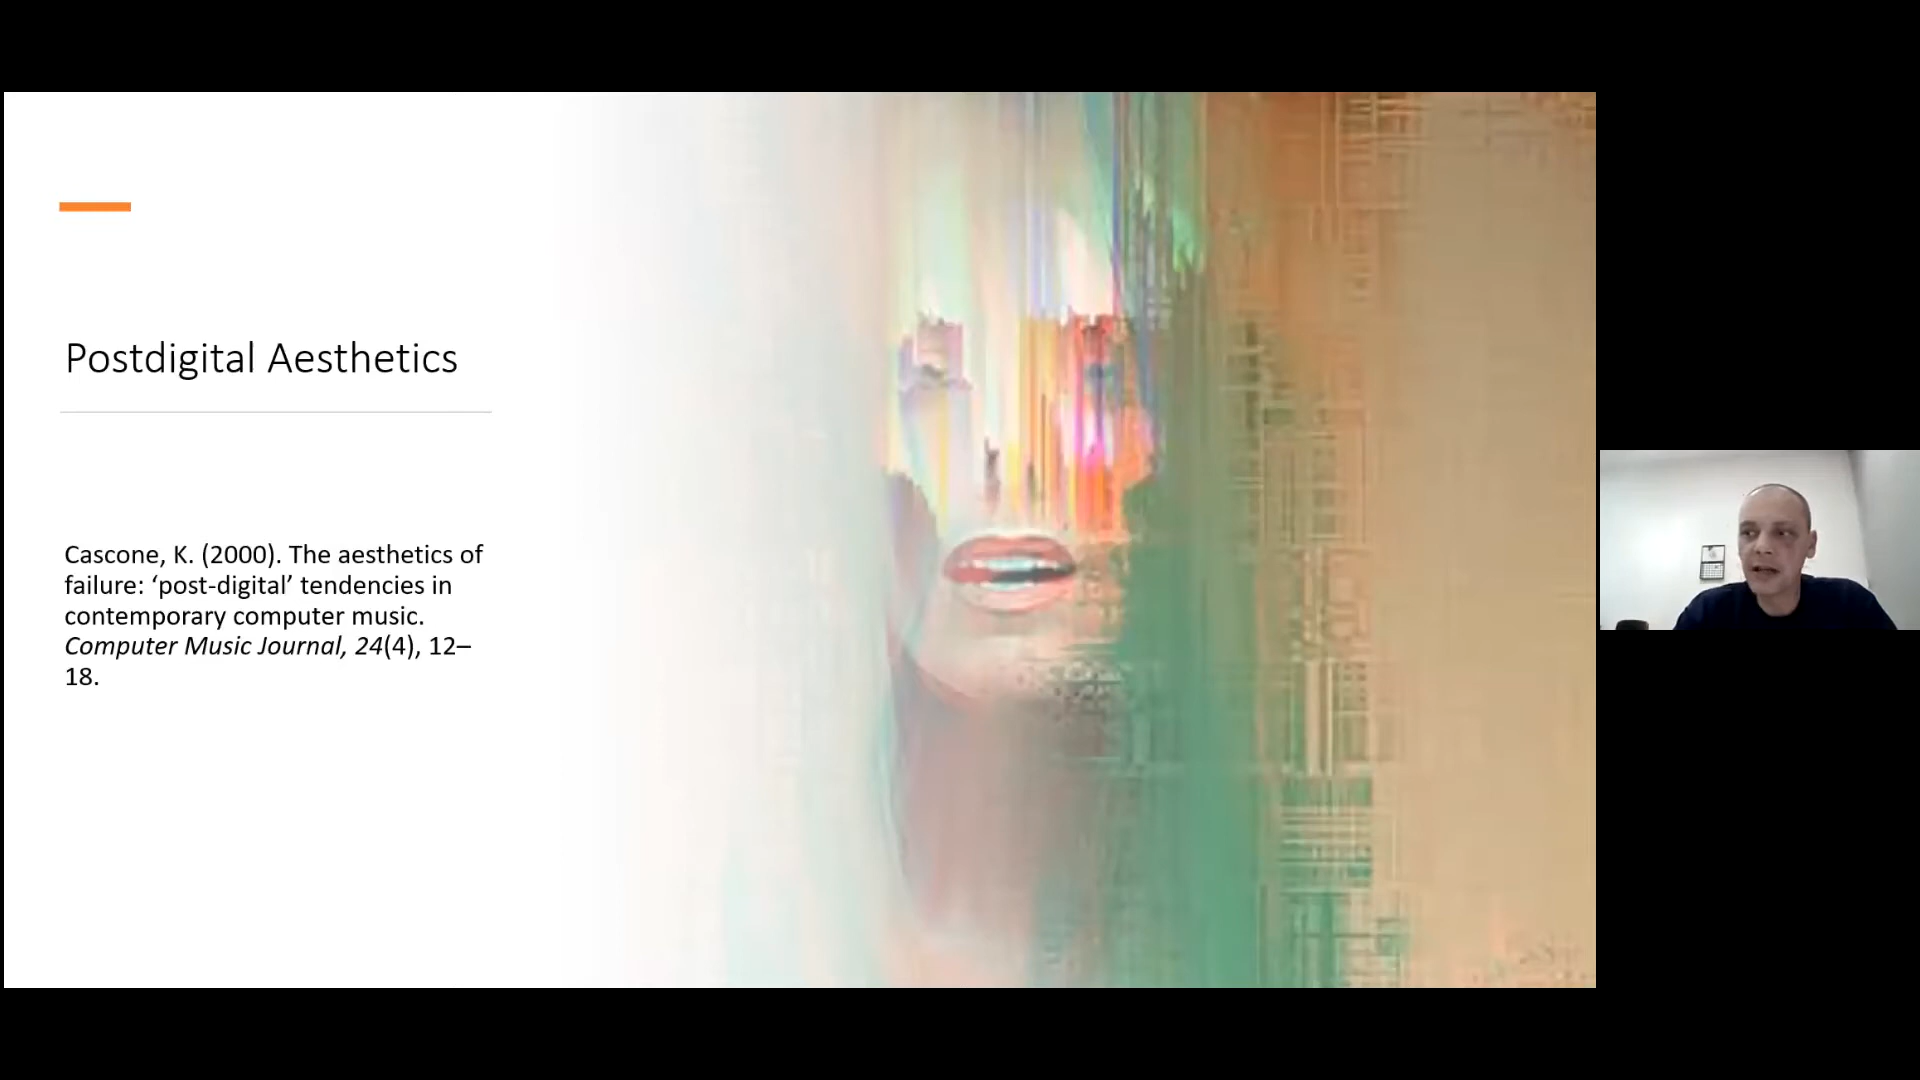 Postdigital Aesthetics
Cascone, K. (2000). The aesthetics of
failure: ‘post-digital’ tendencies in
contemporary computer music.
Computer Music Journal, 24(4), 12–
18.